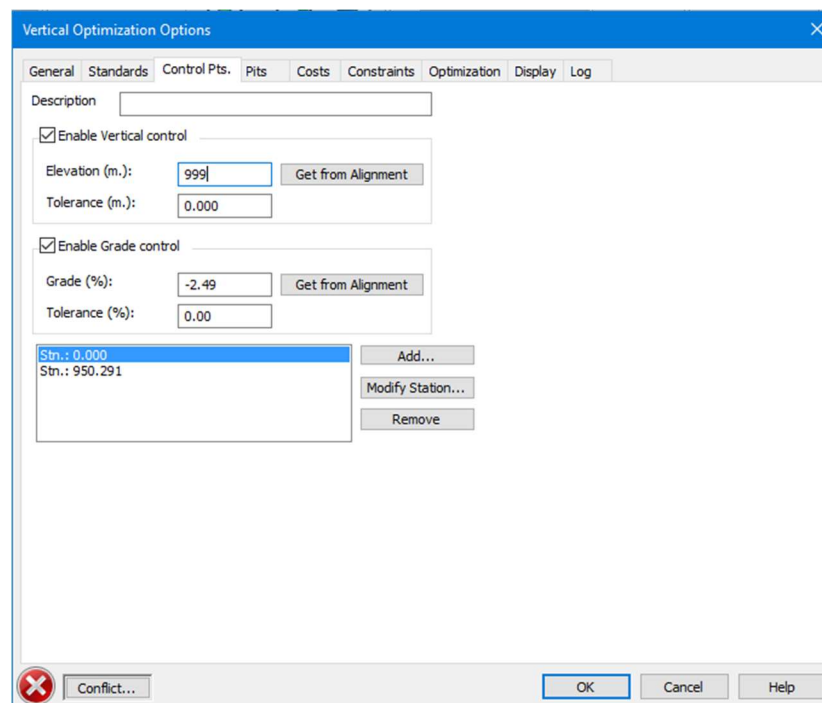 Vertical Optimization Options
General Standards Control Pts. Pits Costs Constraints Optimization Display Log
Description
Enable Vertical control
Elevation (m.): 999 Get from Alignment
Tolerance (m.): 0.000
Enable Grade control
Grade (%): -2.49 Get from Alignment
Tolerance (%): 0.00
Stn.: 0.000 Add...
Stn.: 950.291
Modify Station...
Remove
Conflict... OK Cancel Help